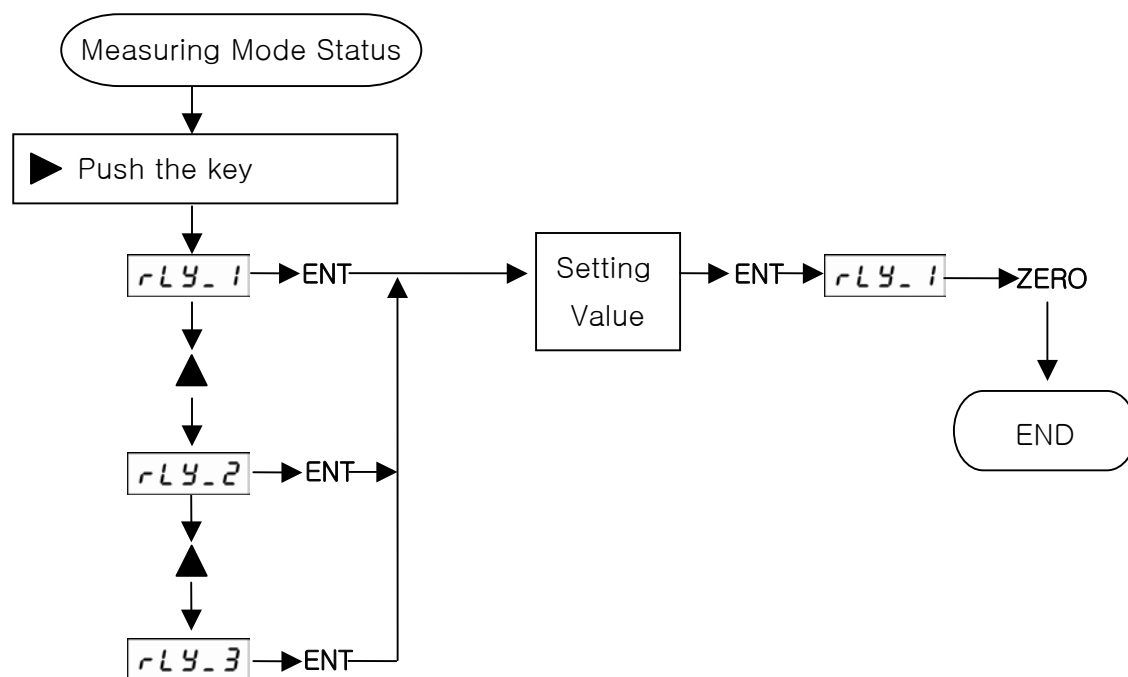 Measuring Mode Status
▶ Push the key
rLY_1
ENT
Setting
Value
ENT
rLY_1
ZERO
END
rLY_2
ENT
rLY_3
ENT